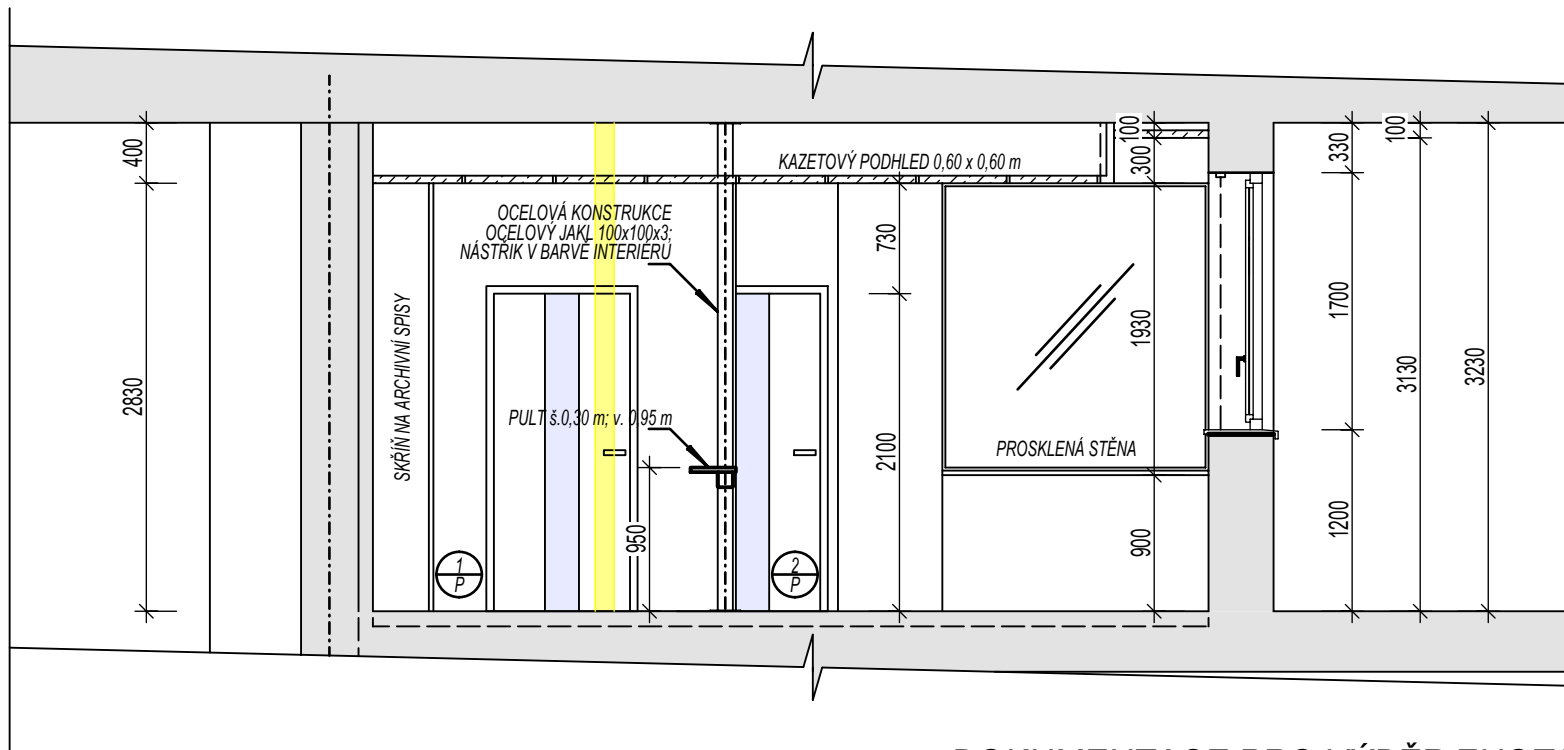 400
2830
KAZETOVÝ PODHLED 0,60 x 0,60 m
OCELOVÁ KONSTRUKCE
OCELOVÝ JAKL 100x100x3;
NÁSTŘIK V BARVĚ INTERIÉRU
SKŘÍŇ NA ARCHIVNÍ SPISY
PULT š.0,30 m; v. 0,95 m
950
1
P
2
P
730
2100
100
300
1930
900
PROSKLENÁ STĚNA
330
1700
1200
100
3130
3230